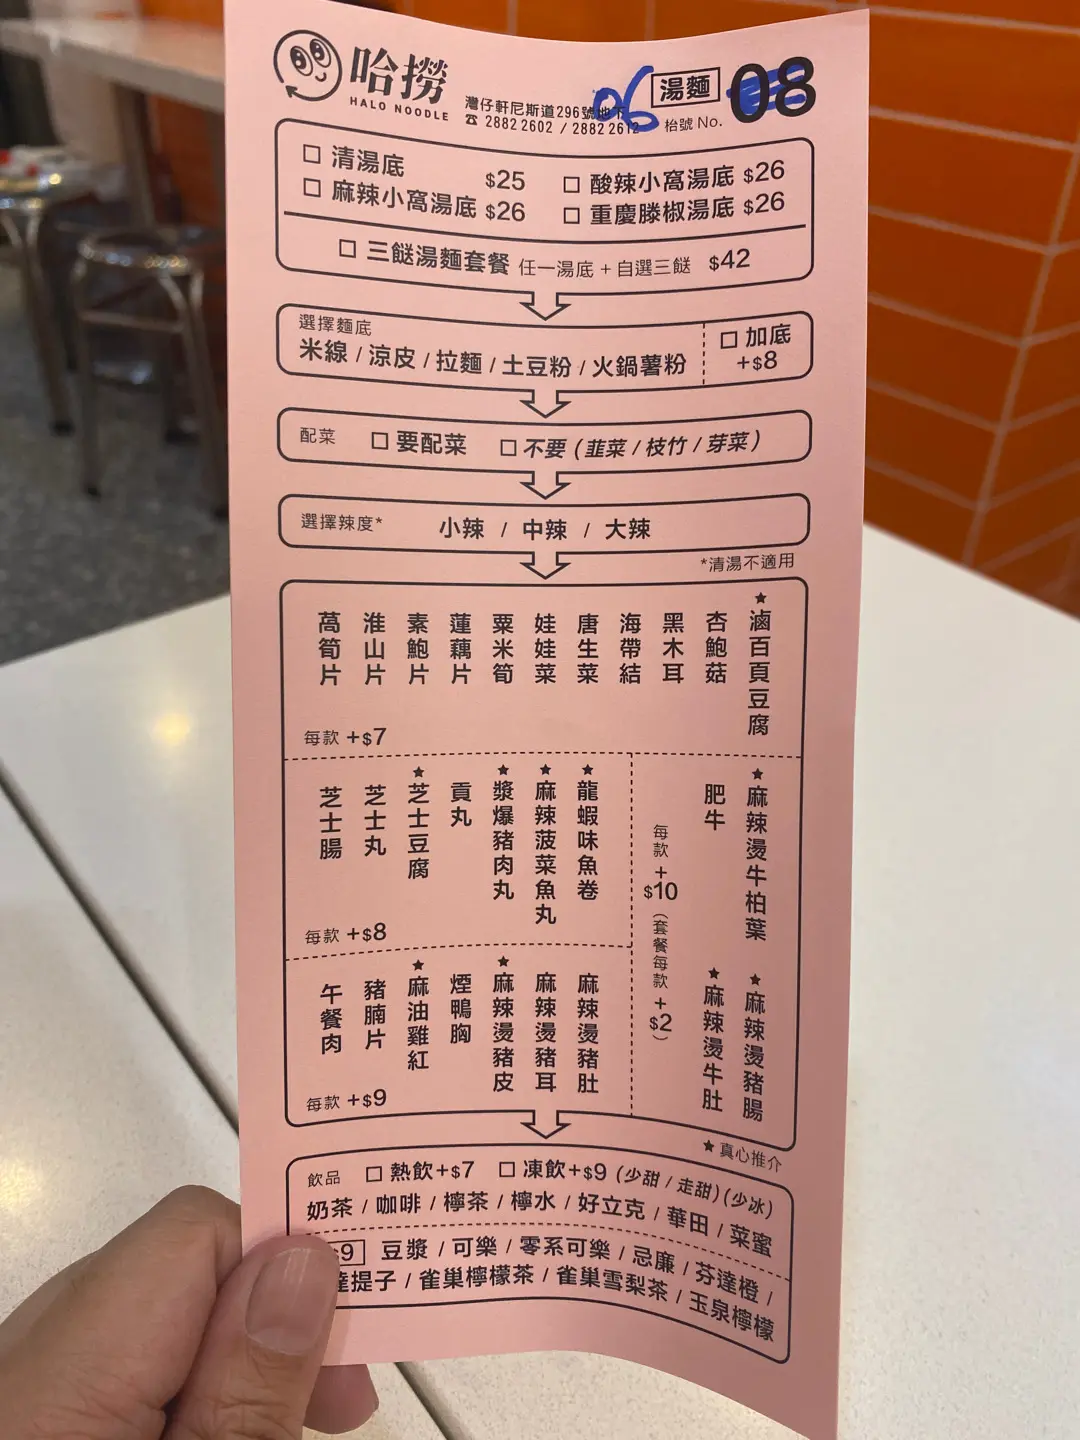 哈撈
HALO NOODLE
灣仔軒尼斯道296號地下
☎ 2882 2602 / 2882 2612
06
湯麵
枱號 No. 08
□ 清湯底 $25
□ 酸辣小窩湯底 $26
□ 麻辣小窩湯底 $26
□ 重慶滕椒湯底 $26
□ 三餸湯麵套餐 任一湯底 + 自選三餸 $42
選擇麵底
米線 / 涼皮 / 拉麵 / 土豆粉 / 火鍋薯粉
□ 加底
+$8
配菜 □ 要配菜 □ 不要 (韭菜 / 枝竹 / 芽菜)
選擇辣度* 小辣 / 中辣 / 大辣
*清湯不適用
★滷百頁豆腐
杏鮑菇
黑木耳
海帶結
唐生菜
娃娃菜
粟米筍
蓮藕片
素鮑片
淮山片
萵筍片
每款 +$7
★龍蝦味魚卷
★麻辣菠菜魚丸
★漿爆豬肉丸
貢丸
★芝士豆腐
芝士丸
芝士腸
每款 +$8
麻辣燙豬肚
麻辣燙豬耳
★麻辣燙豬皮
煙鴨胸
★麻油雞紅
豬腩片
午餐肉
每款 +$9
★麻辣燙牛柏葉
肥牛
★麻辣燙豬腸
★麻辣燙牛肚
每款 + $10 (套餐每款 + $2)
★真心推介
飲品 □ 熱飲+$7 □ 凍飲+$9 (少甜 / 走甜) (少冰)
奶茶 / 咖啡 / 檸茶 / 檸水 / 好立克 / 華田 / 菜蜜
$9 豆漿 / 可樂 / 零系可樂 / 忌廉 / 芬達橙 /
達提子 / 雀巢檸檬茶 / 雀巢雪梨茶 / 玉泉檸檬